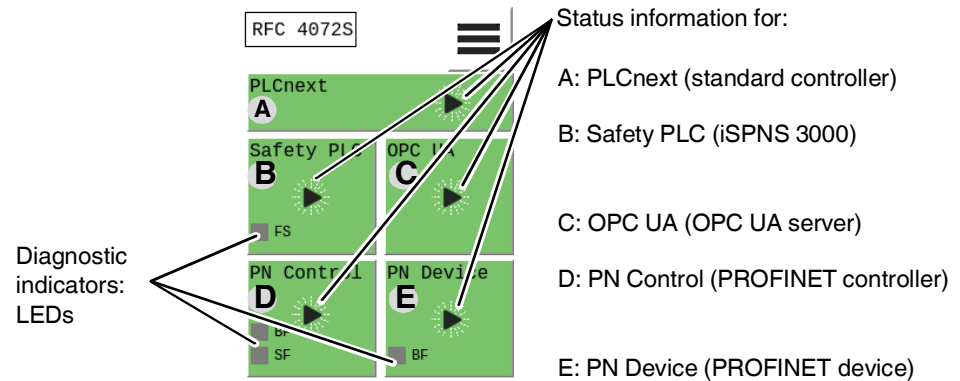 RFC 4072S
Status information for:
PLCnext
A
A: PLCnext (standard controller)
B: Safety PLC (iSPNS 3000)
Safety PLC
OPC UA
B
C
C: OPC UA (OPC UA server)
FS
Diagnostic
indicators:
LEDs
PN Control
PN Device
D: PN Control (PROFINET controller)
D
E
BF
SF
BF
E: PN Device (PROFINET device)